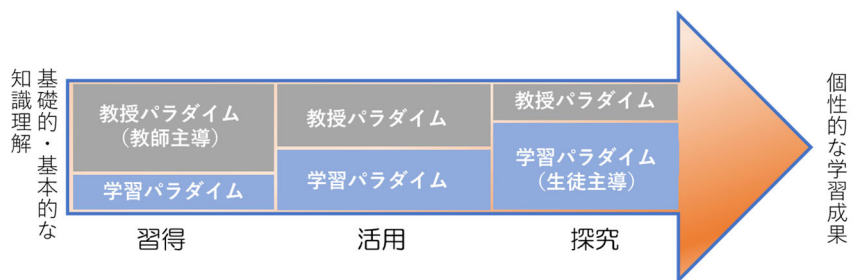 基礎的・基本的な
知識理解
教授パラダイム
（教師主導）
学習パラダイム
習得
教授パラダイム
学習パラダイム
活用
教授パラダイム
学習パラダイム
（生徒主導）
探究
個性的な学習成果